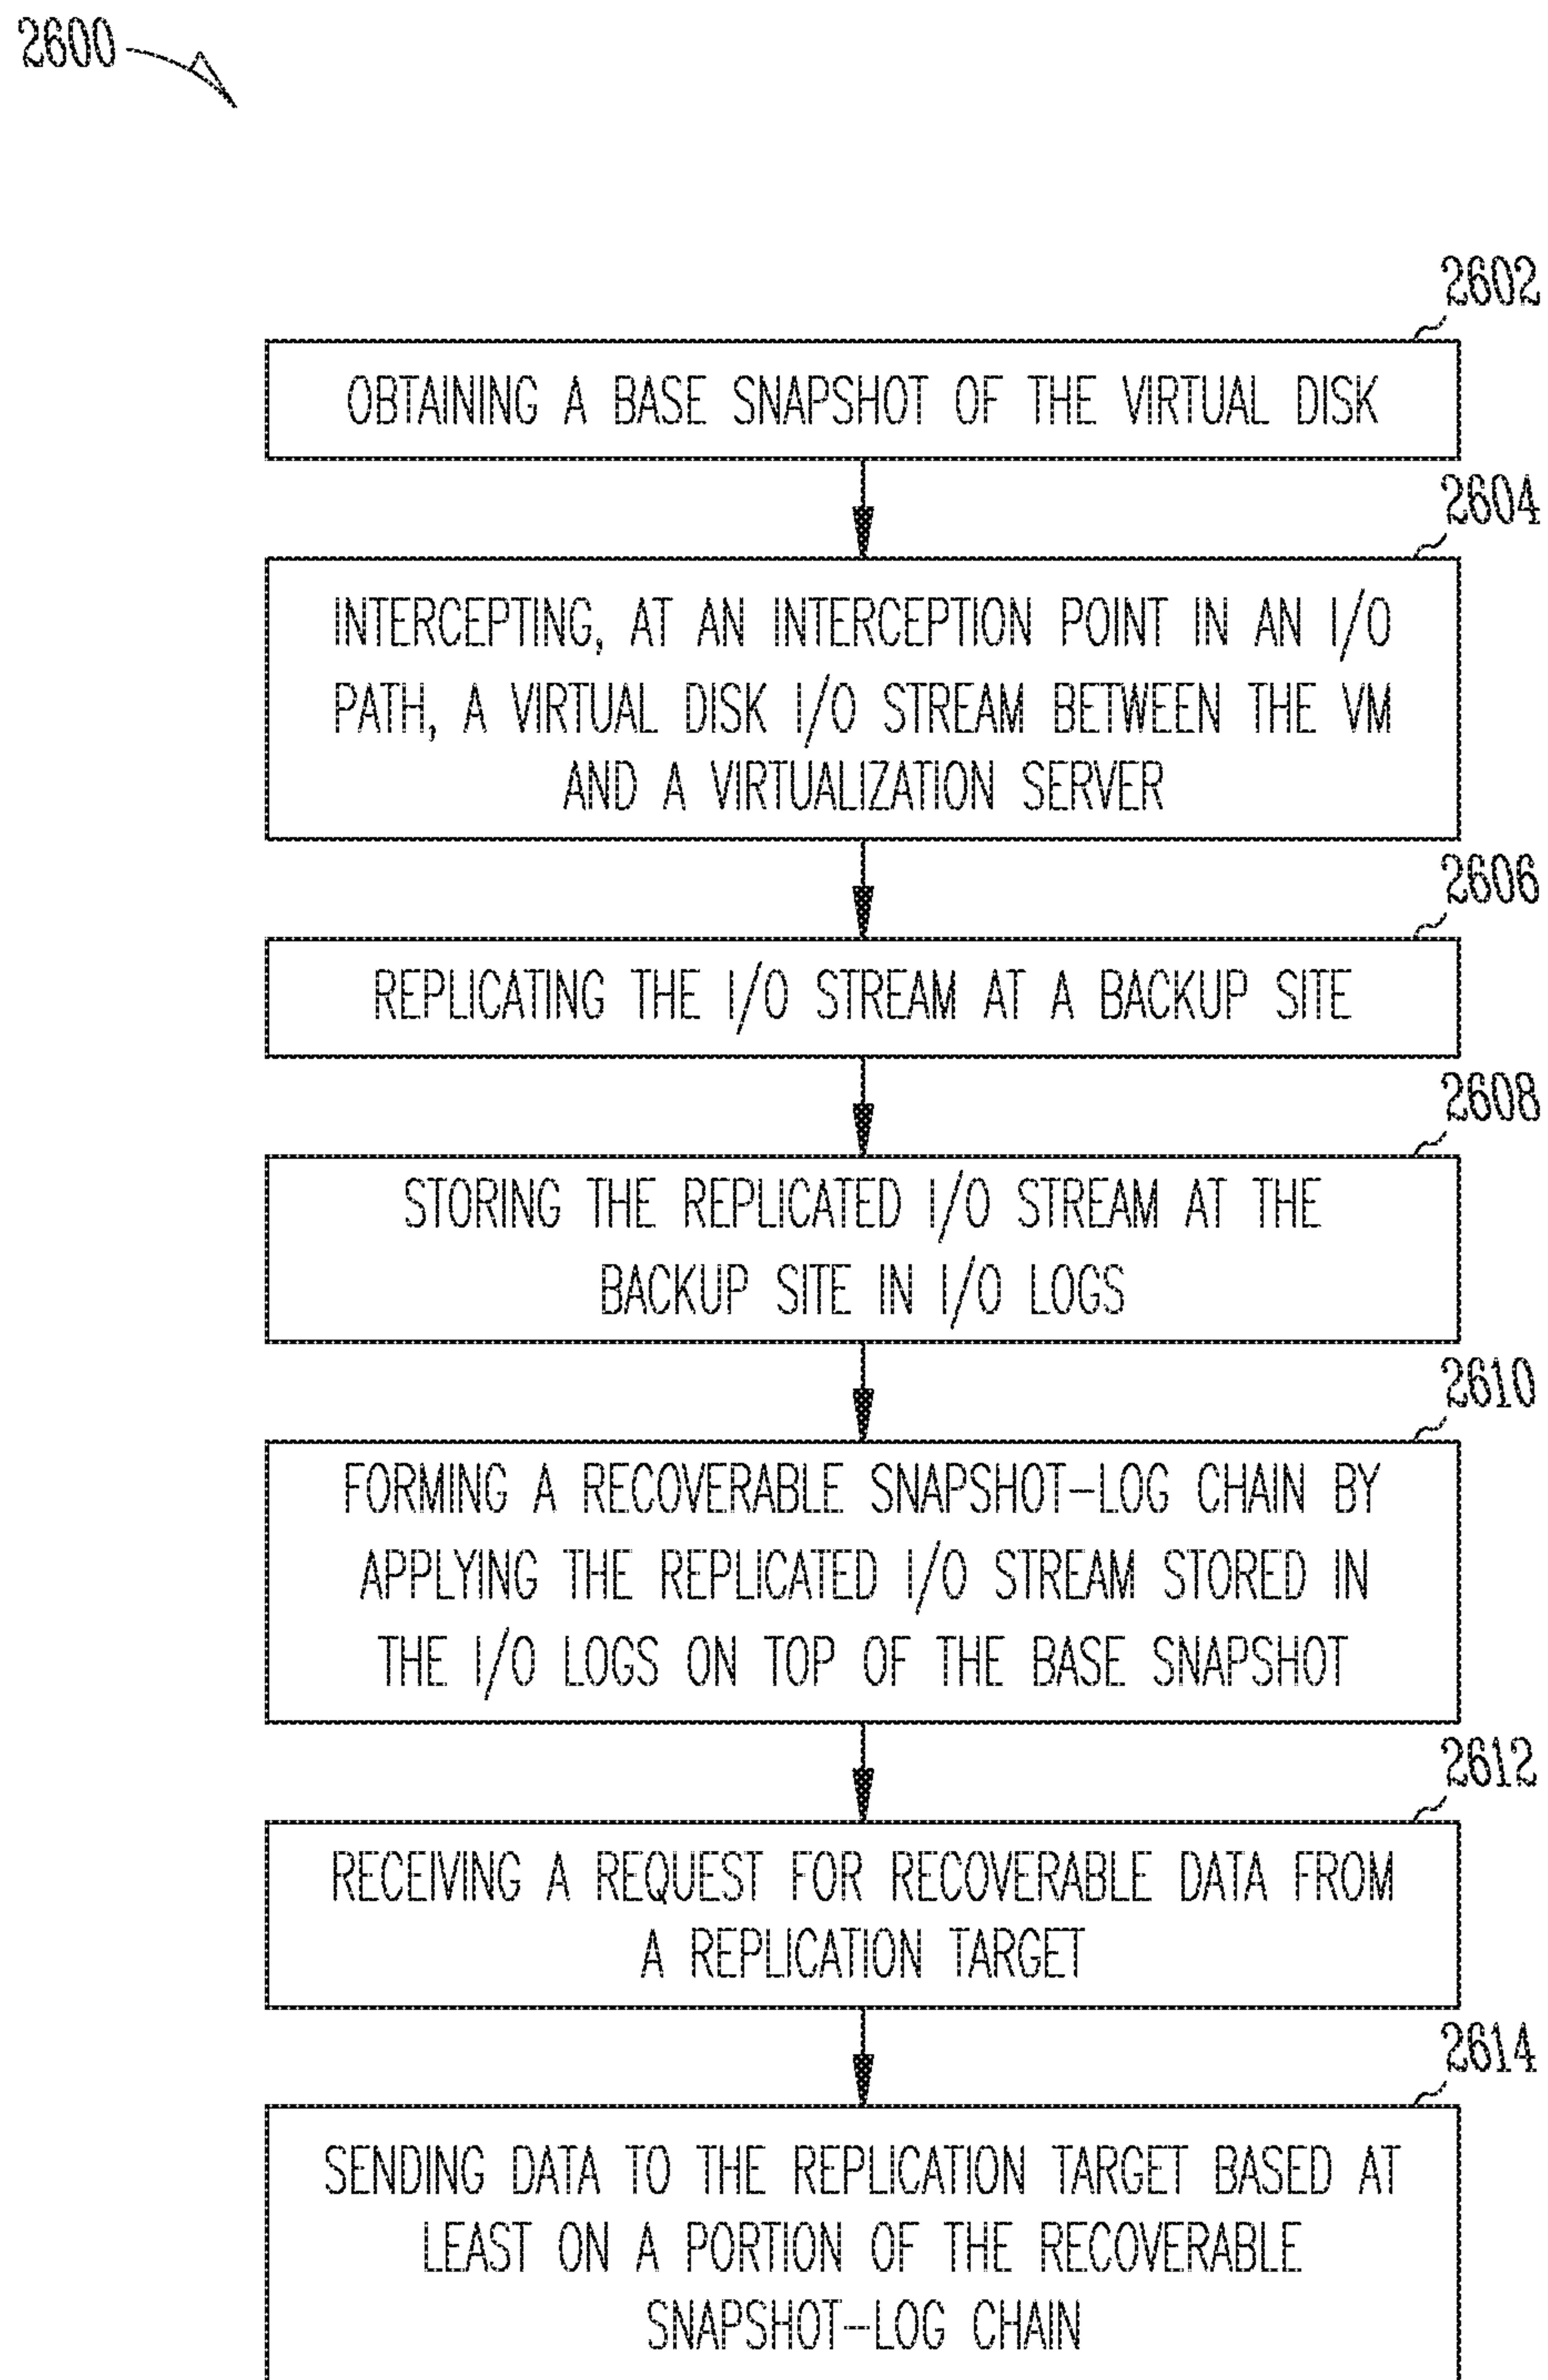 2600
2602
OBTAINING A BASE SNAPSHOT OF THE VIRTUAL DISK
2604
INTERCEPTING, AT AN INTERCEPTION POINT IN AN I/O
PATH, A VIRTUAL DISK I/O STREAM BETWEEN THE VM
AND A VIRTUALIZATION SERVER
2606
REPLICATING THE I/O STREAM AT A BACKUP SITE
2608
STORING THE REPLICATED I/O STREAM AT THE
BACKUP SITE IN I/O LOGS
2610
FORMING A RECOVERABLE SNAPSHOT-LOG CHAIN BY
APPLYING THE REPLICATED I/O STREAM STORED IN
THE I/O LOGS ON TOP OF THE BASE SNAPSHOT
2612
RECEIVING A REQUEST FOR RECOVERABLE DATA FROM
A REPLICATION TARGET
2614
SENDING DATA TO THE REPLICATION TARGET BASED AT
LEAST ON A PORTION OF THE RECOVERABLE
SNAPSHOT-LOG CHAIN